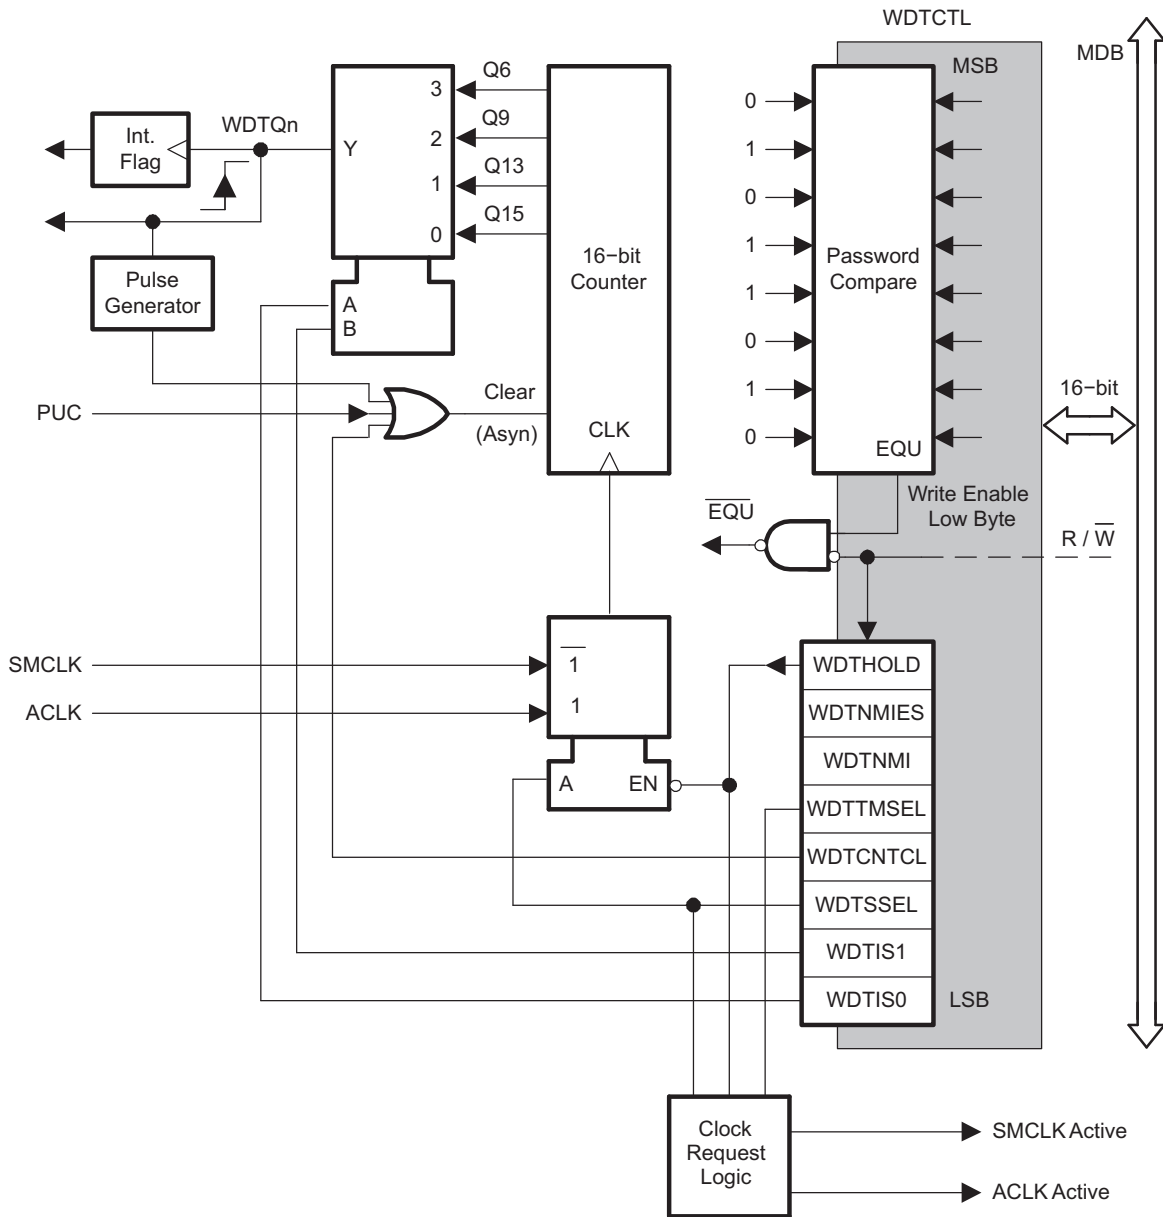 WDTCTL
MDB
MSB
Q6
3
Q9
2
Q13
1
Q15
0
Y
WDTQn
Int.
Flag
Pulse
Generator
A
B
16−bit
Counter
CLK
Clear
(Asyn)
PUC
0
1
0
1
1
0
1
0
Password
Compare
EQU
16−bit
Write Enable
Low Byte
EQU
R / W
SMCLK
1
ACLK
1
A
EN
WDTHOLD
WDTNMIES
WDTNMI
WDTTMSEL
WDTCNTCL
WDTSSEL
WDTIS1
WDTIS0
LSB
Clock
Request
Logic
SMCLK Active
ACLK Active